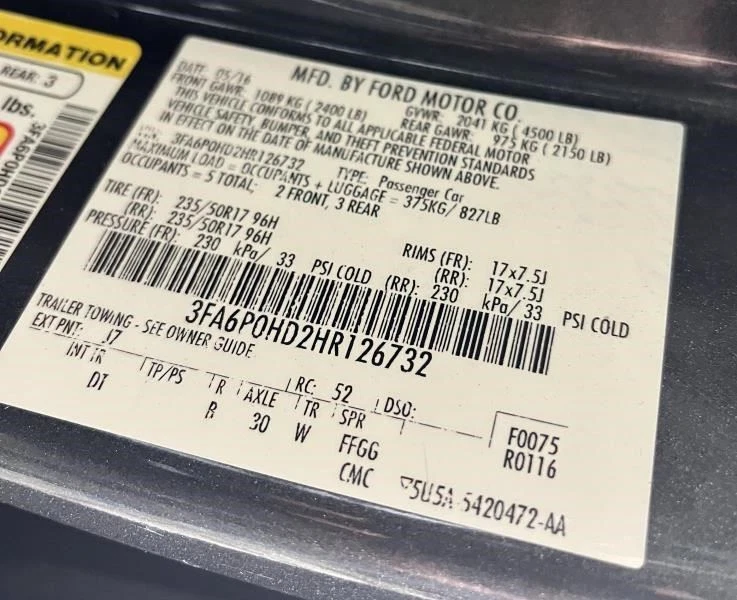 ORMATION
REAR: 3
lbs.
3FA6P0H
MFD. BY FORD MOTOR CO.
DATE: 05/16 GVWR: 2041 KG ( 4500 LB)
FRONT GAWR: 1089 KG ( 2400 LB) REAR GAWR: 975 KG ( 2150 LB)
THIS VEHICLE CONFORMS TO ALL APPLICABLE FEDERAL MOTOR
VEHICLE SAFETY, BUMPER, AND THEFT PREVENTION STANDARDS
IN EFFECT ON THE DATE OF MANUFACTURE SHOWN ABOVE.
VIN: 3FA6P0HD2HR126732 TYPE: Passenger Car
MAXIMUM LOAD = OCCUPANTS + LUGGAGE = 375KG/ 827LB
OCCUPANTS = 5 TOTAL: 2 FRONT, 3 REAR
TIRE (FR): 235/50R17 96H RIMS (FR): 17x7.5J
(RR): 235/50R17 96H (RR): 17x7.5J
PRESSURE (FR): 230 kPa/ 33 PSI COLD (RR): 230 kPa/ 33 PSI COLD
3FA6P0HD2HR126732
TRAILER TOWING - SEE OWNER GUIDE
EXT PNT: J7 RC: 52 DSO:
INT TR TP/PS R AXLE TR SPR
DT B 30 W FFGG
CMC
F0075
R0116
5U5A-5420472-AA